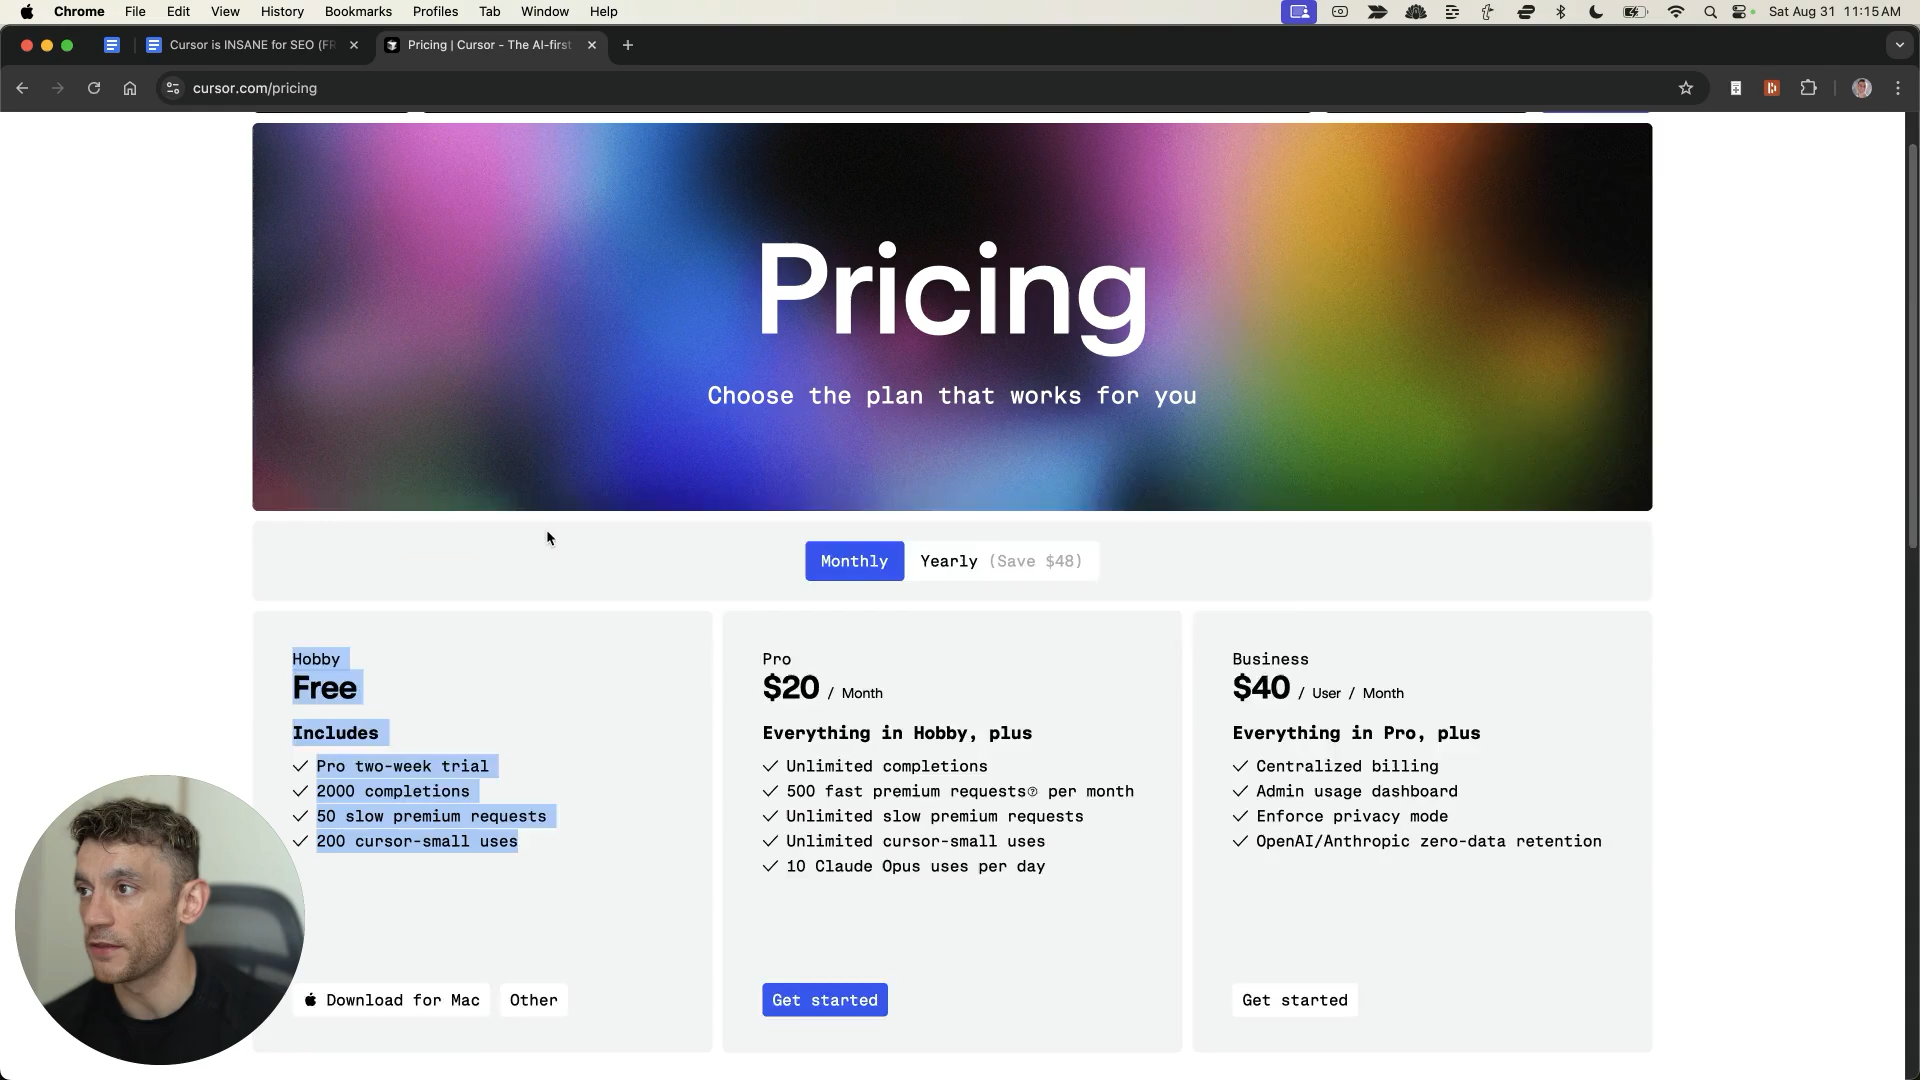 Chrome File Edit View History Bookmarks Profiles Tab Window Help Sat Aug 31 11:15 AM
Cursor is INSANE for SEO (FR Pricing | Cursor - The AI-first
cursor.com/pricing
Pricing
Choose the plan that works for you
Monthly Yearly (Save $48)
Hobby
Free
Includes
Pro two-week trial
2000 completions
50 slow premium requests
200 cursor-small uses
Download for Mac Other
Pro
$20 / Month
Everything in Hobby, plus
Unlimited completions
500 fast premium requests? per month
Unlimited slow premium requests
Unlimited cursor-small uses
10 Claude Opus uses per day
Get started
Business
$40 / User / Month
Everything in Pro, plus
Centralized billing
Admin usage dashboard
Enforce privacy mode
OpenAI/Anthropic zero-data retention
Get started